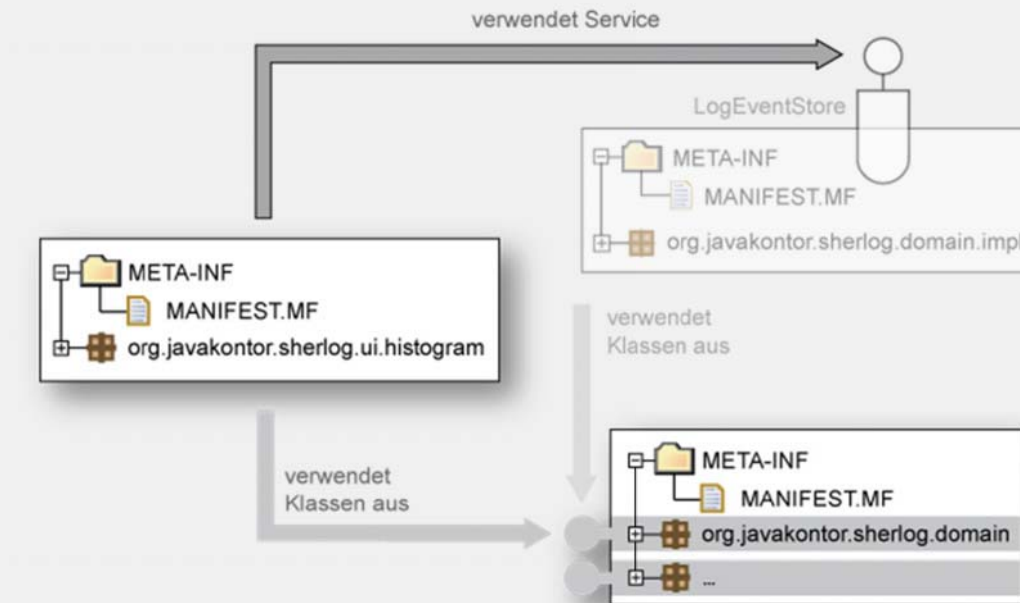 verwendet Service
LogEventStore
META-INF
MANIFEST.MF
org.javakontor.sherlog.domain.impl
META-INF
MANIFEST.MF
org.javakontor.sherlog.ui.histogram
verwendet
Klassen aus
verwendet
Klassen aus
META-INF
MANIFEST.MF
org.javakontor.sherlog.domain
...